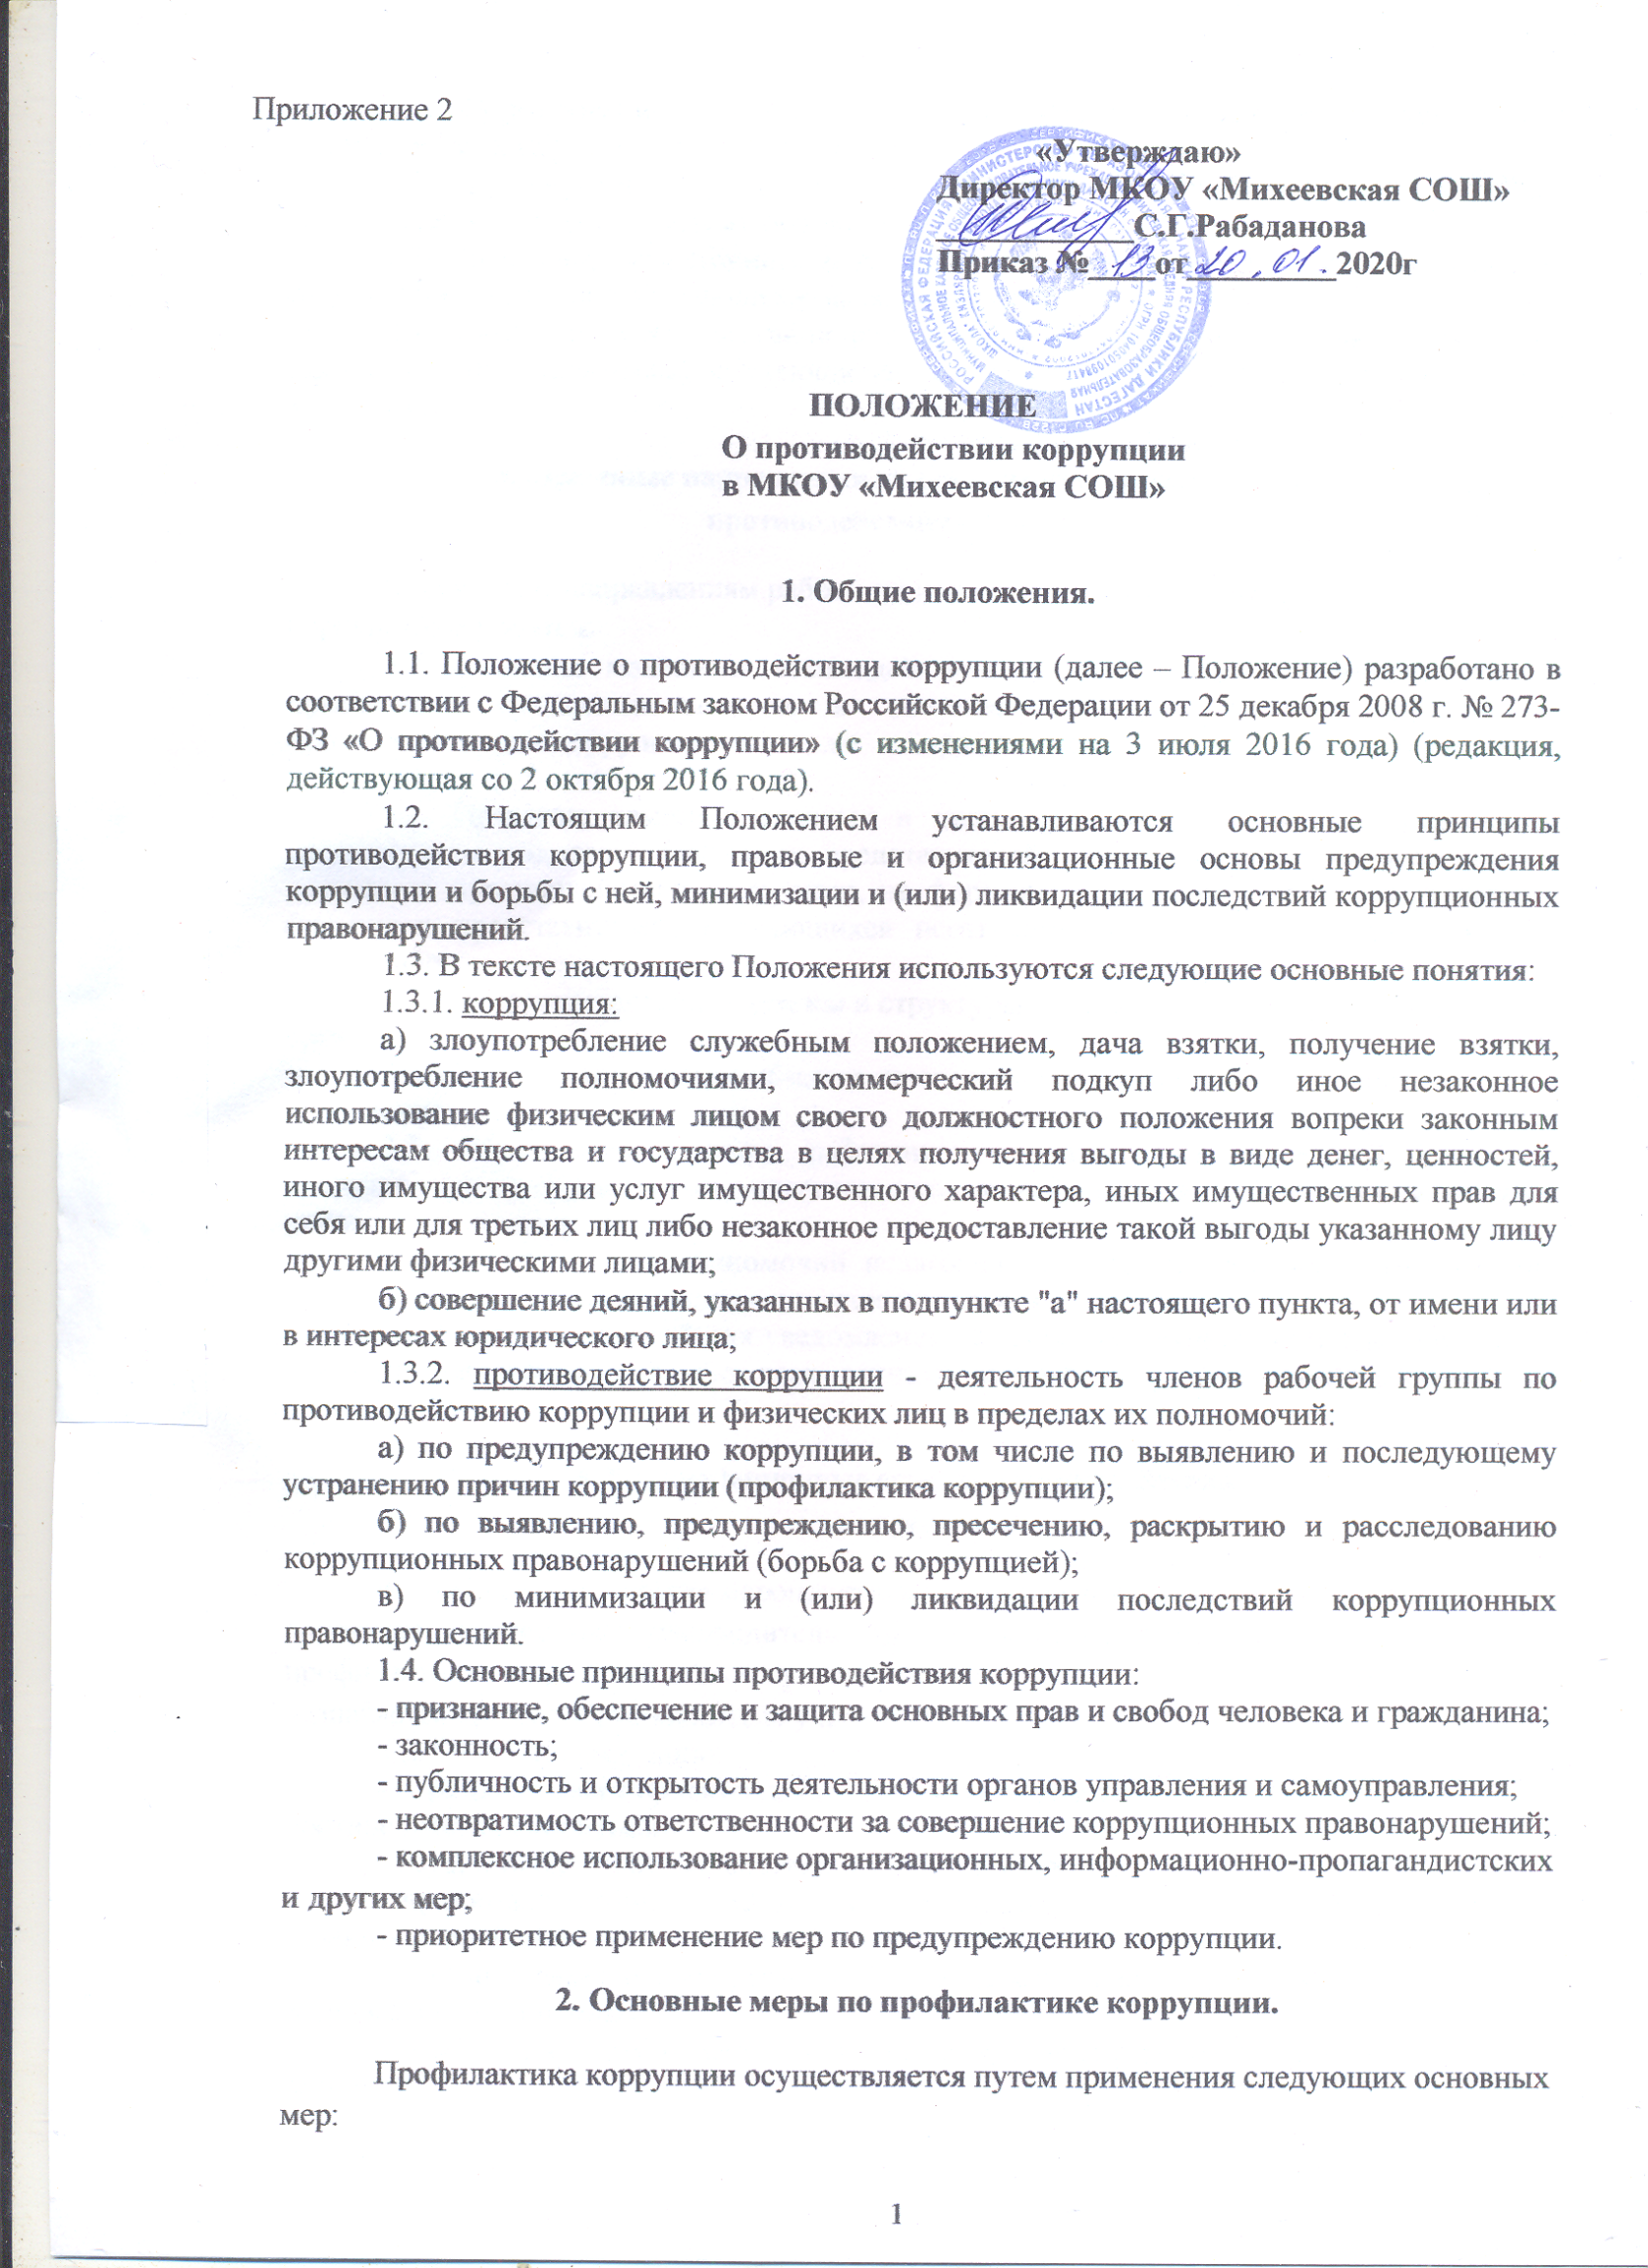 Приложение 2
«Утверждаю»
Директор МКОУ «Михеевская СОШ»
____________С.Г.Рабаданова
Приказ № 13 от 20.01.2020г
ПОЛОЖЕНИЕ
О противодействии коррупции
в МКОУ «Михеевская СОШ»
1. Общие положения.
1.1. Положение о противодействии коррупции (далее – Положение) разработано в
соответствии с Федеральным законом Российской Федерации от 25 декабря 2008 г. № 273-
ФЗ «О противодействии коррупции» (с изменениями на 3 июля 2016 года) (редакция,
действующая со 2 октября 2016 года).
1.2. Настоящим Положением устанавливаются основные принципы
противодействия коррупции, правовые и организационные основы предупреждения
коррупции и борьбы с ней, минимизации и (или) ликвидации последствий коррупционных
правонарушений.
1.3. В тексте настоящего Положения используются следующие основные понятия:
1.3.1. коррупция:
а) злоупотребление служебным положением, дача взятки, получение взятки,
злоупотребление полномочиями, коммерческий подкуп либо иное незаконное
использование физическим лицом своего должностного положения вопреки законным
интересам общества и государства в целях получения выгоды в виде денег, ценностей,
иного имущества или услуг имущественного характера, иных имущественных прав для
себя или для третьих лиц либо незаконное предоставление такой выгоды указанному лицу
другими физическими лицами;
б) совершение деяний, указанных в подпункте "а" настоящего пункта, от имени или
в интересах юридического лица;
1.3.2. противодействие коррупции - деятельность членов рабочей группы по
противодействию коррупции и физических лиц в пределах их полномочий:
а) по предупреждению коррупции, в том числе по выявлению и последующему
устранению причин коррупции (профилактика коррупции);
б) по выявлению, предупреждению, пресечению, раскрытию и расследованию
коррупционных правонарушений (борьба с коррупцией);
в) по минимизации и (или) ликвидации последствий коррупционных
правонарушений.
1.4. Основные принципы противодействия коррупции:
- признание, обеспечение и защита основных прав и свобод человека и гражданина;
- законность;
- публичность и открытость деятельности органов управления и самоуправления;
- неотвратимость ответственности за совершение коррупционных правонарушений;
- комплексное использование организационных, информационно-пропагандистских
и других мер;
- приоритетное применение мер по предупреждению коррупции.
2. Основные меры по профилактике коррупции.
Профилактика коррупции осуществляется путем применения следующих основных
мер:
1